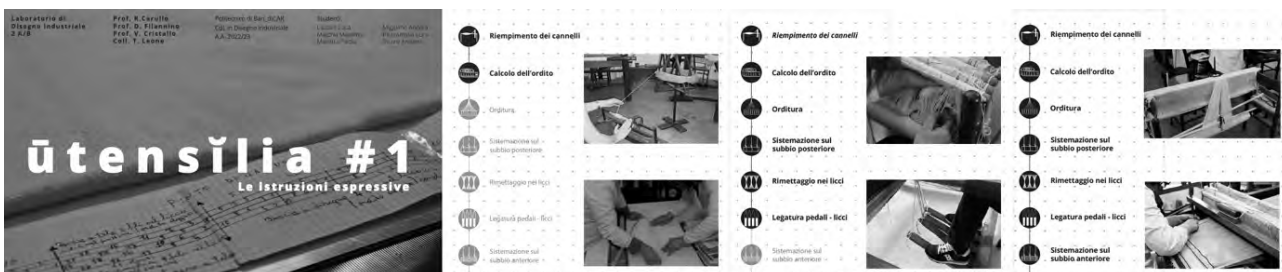 Laboratorio di
Disegno Industriale
2 A/B
Prof. R.Carullo
Prof. D. Filannino
Prof. V. Cristallo
Coll. T. Leone
Politecnico di Bari_dICAR
CdL in Disegno Industriale
A.A. 2022/23
Studenti
ūtensĭlia #1
Le istruzioni espressive
Riempimento dei cannelli
Calcolo dell'ordito
Orditura
Sistemazione sul
subbio posteriore
Rimettaggio nei licci
Legatura pedali - licci
Sistemazione sul
subbio anteriore
Riempimento dei cannelli
Calcolo dell'ordito
Orditura
Sistemazione sul
subbio posteriore
Rimettaggio nei licci
Legatura pedali - licci
Sistemazione sul
subbio anteriore
Riempimento dei cannelli
Calcolo dell'ordito
Orditura
Sistemazione sul
subbio posteriore
Rimettaggio nei licci
Legatura pedali - licci
Sistemazione sul
subbio anteriore